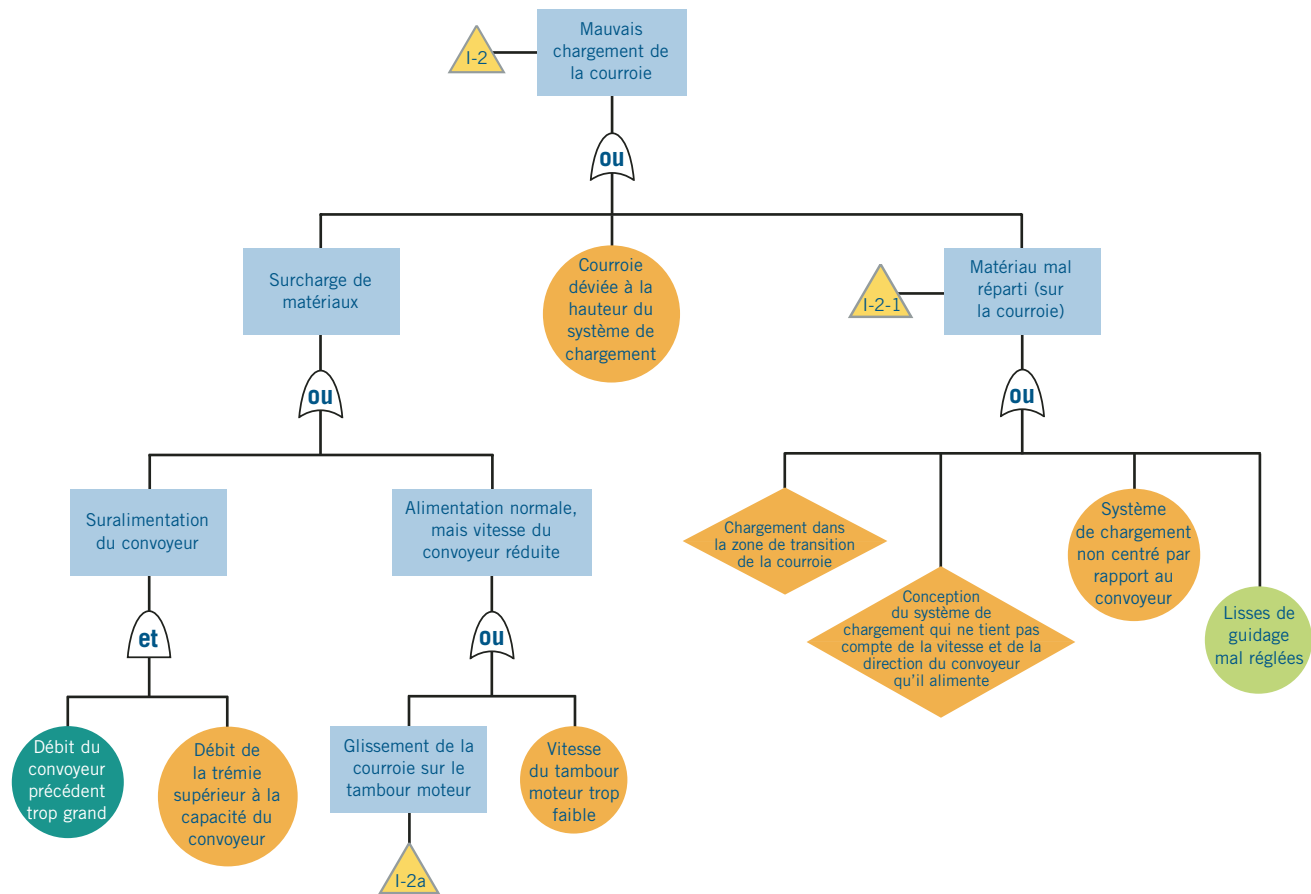 I-2
Mauvais
chargement de
la courroie
ou
Surcharge de
matériaux
Courroie
déviée à la
hauteur du
système de
chargement
I-2-1
Matériau mal
réparti (sur
la courroie)
ou
ou
Suralimentation
du convoyeur
Alimentation normale,
mais vitesse du
convoyeur réduite
Chargement dans
la zone de transition
de la courroie
Conception
du système de
chargement qui ne tient pas
compte de la vitesse et de la
direction du convoyeur
qu'il alimente
Système
de chargement
non centré par
rapport au
convoyeur
Lisses de
guidage
mal réglées
et
ou
Débit du
convoyeur
précédent
trop grand
Débit de
la trémie
supérieur à la
capacité du
convoyeur
Glissement de la
courroie sur le
tambour moteur
Vitesse
du tambour
moteur trop
faible
I-2a